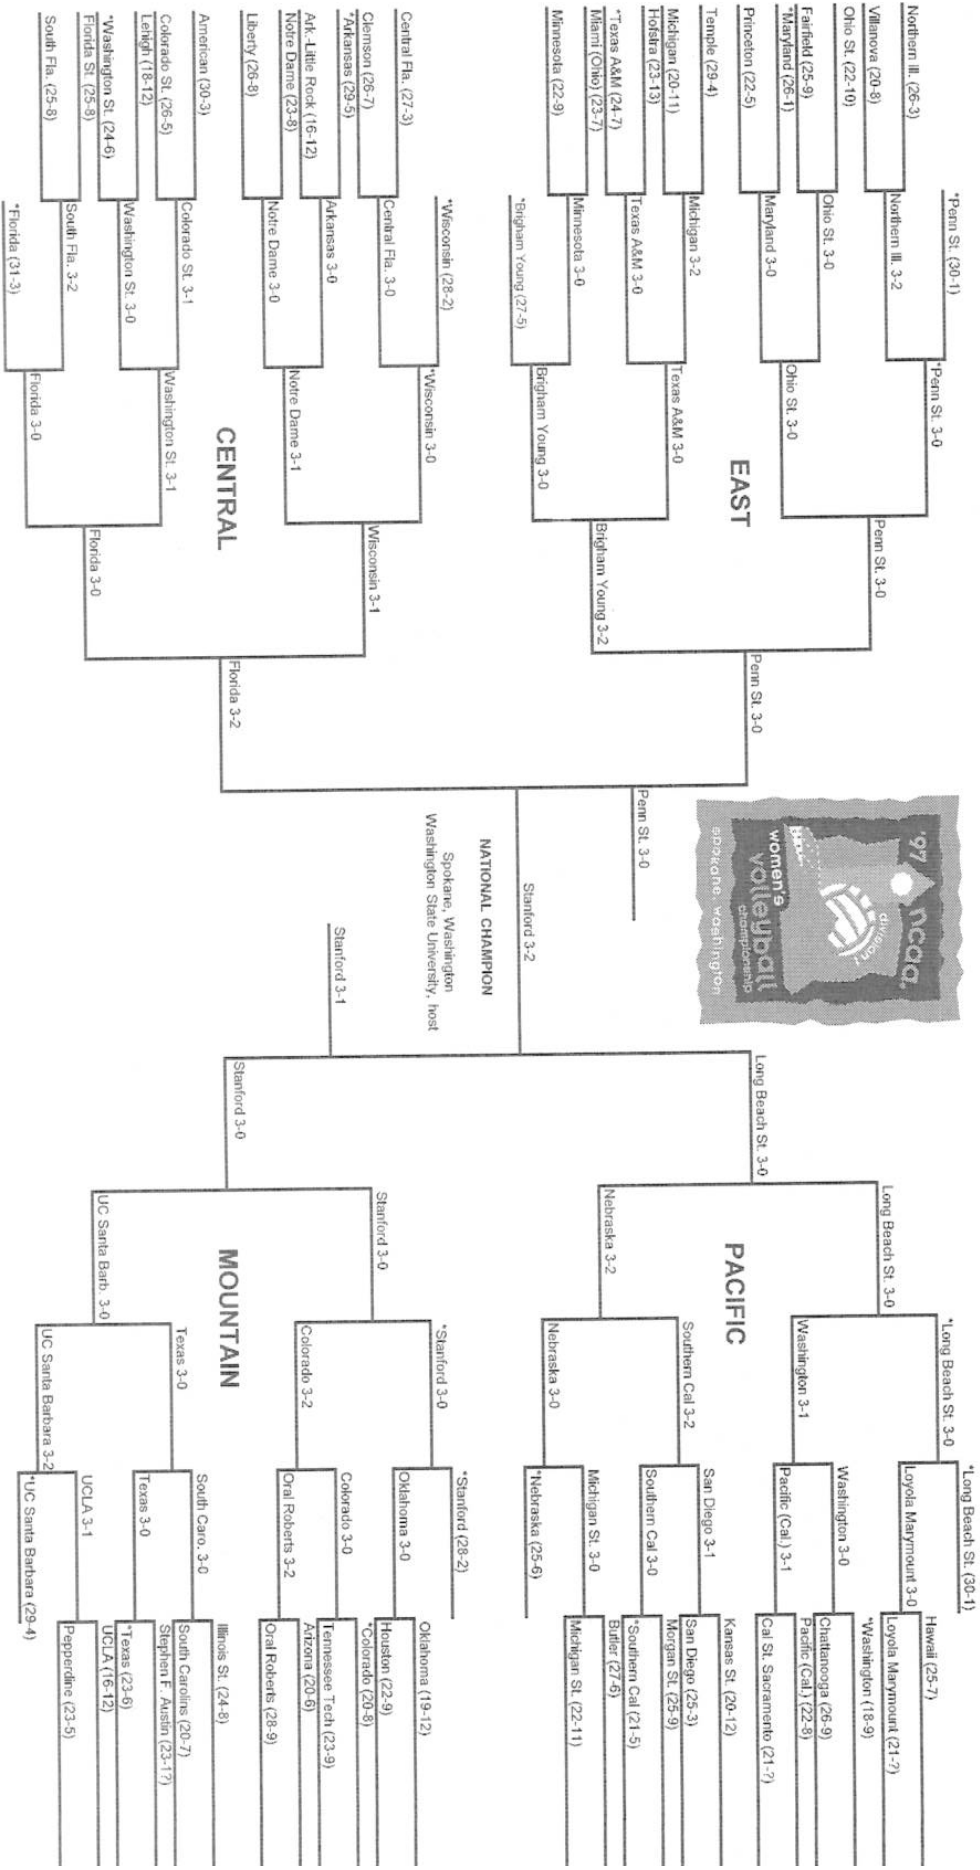 *Penn St. (30-1)
Northern Ill. (26-3)
Villanova (20-8)
Ohio St. (22-10)
Fairfield (25-9)
*Maryland (26-1)
Princeton (22-5)
Temple (29-4)
Michigan (20-11)
Hofstra (23-13)
*Texas A&M (24-7)
Miami (Ohio) (23-7)
Minnesota (22-9)
*Brigham Young (27-5)
Northern Ill. 3-2
Ohio St. 3-0
Maryland 3-0
Michigan 3-2
Texas A&M 3-0
Minnesota 3-0
*Penn St. 3-0
Ohio St. 3-0
Texas A&M 3-0
Brigham Young 3-0
EAST
Penn St. 3-0
Brigham Young 3-2
Penn St. 3-0
*Wisconsin (28-2)
Central Fla. (27-3)
Clemson (26-7)
*Arkansas (29-5)
Ark.-Little Rock (16-12)
Notre Dame (23-8)
Liberty (26-8)
American (30-3)
Colorado St. (26-5)
Lehigh (18-12)
*Washington St. (24-6)
Florida St. (25-8)
South Fla. (25-8)
*Florida (31-3)
Central Fla. 3-0
Arkansas 3-0
Notre Dame 3-0
Colorado St. 3-1
Washington St. 3-0
South Fla. 3-2
*Wisconsin 3-0
Notre Dame 3-1
Washington St. 3-1
Florida 3-0
CENTRAL
Wisconsin 3-1
Florida 3-0
Florida 3-2
Penn St. 3-0
'97 ncaa
division I
women's
volleyball
championship
spokane, washington
Stanford 3-2
NATIONAL CHAMPION
Spokane, Washington
Washington State University, host
Stanford 3-1
Long Beach St. 3-0
Long Beach St. 3-0
Nebraska 3-2
PACIFIC
*Long Beach St. 3-0
Washington 3-1
Southern Cal 3-2
Nebraska 3-0
*Long Beach St. (30-1)
Loyola Marymount 3-0
Washington 3-0
Pacific (Cal.) 3-1
San Diego 3-1
Southern Cal 3-0
Michigan St. 3-0
*Nebraska (25-6)
Hawaii (25-7)
Loyola Marymount (21-?)
*Washington (18-9)
Chattanooga (26-9)
Pacific (Cal.) (22-8)
Cal St. Sacramento (21-?)
Kansas St. (20-12)
San Diego (25-3)
Morgan St. (25-9)
*Southern Cal (21-5)
Butler (27-6)
Michigan St. (22-11)
Stanford 3-0
Stanford 3-0
UC Santa Barb. 3-0
MOUNTAIN
*Stanford 3-0
Colorado 3-2
Texas 3-0
UC Santa Barbara 3-2
*Stanford (28-2)
Oklahoma 3-0
Colorado 3-0
Oral Roberts 3-2
South Caro. 3-0
Texas 3-0
UCLA 3-1
*UC Santa Barbara (29-4)
Oklahoma (19-12)
Houston (22-9)
*Colorado (20-8)
Tennessee Tech (23-9)
Arizona (20-6)
Oral Roberts (28-9)
Illinois St. (24-8)
South Carolina (20-7)
Stephen F. Austin (23-1?)
*Texas (23-6)
UCLA (16-12)
Pepperdine (23-5)